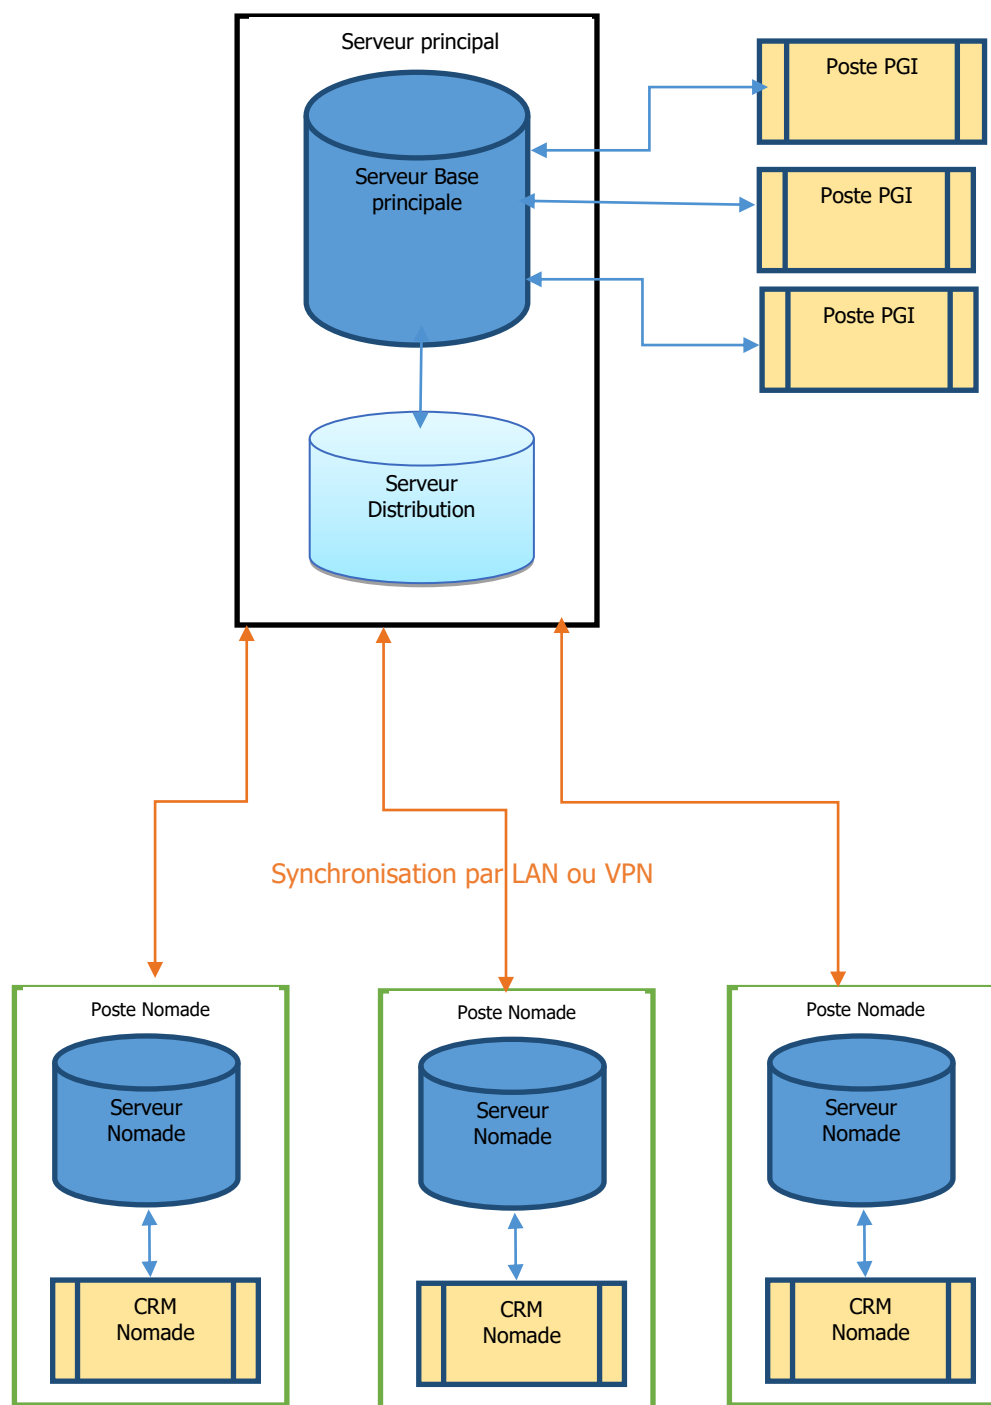 Serveur principal
Poste PGI
Serveur Base
principale
Poste PGI
Poste PGI
Serveur
Distribution
Synchronisation par LAN ou VPN
Poste Nomade
Poste Nomade
Poste Nomade
Serveur
Nomade
Serveur
Nomade
Serveur
Nomade
CRM
Nomade
CRM
Nomade
CRM
Nomade